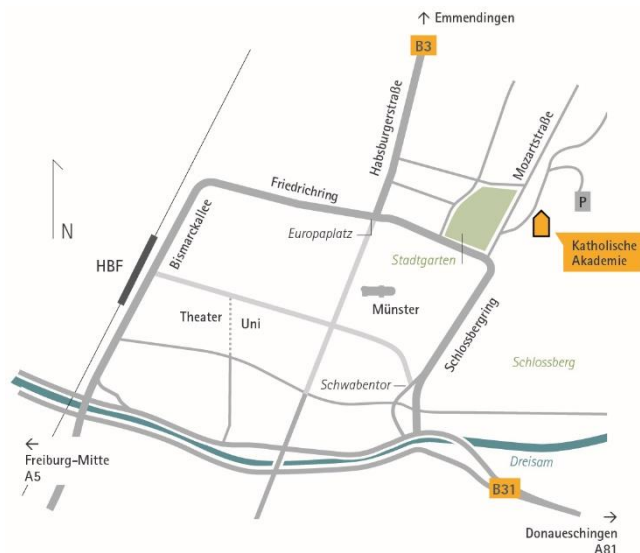 ↑ Emmendingen
B3
Habsburgerstraße
Mozartstraße
Friedrichring
P
N
Bismarckallee
Europaplatz
Stadtgarten
Katholische
Akademie
HBF
Münster
Theater
Uni
Schlossbergring
Schlossberg
Schwabentor
←
Freiburg-Mitte
A5
Dreisam
B31
→
Donaueschingen
A81